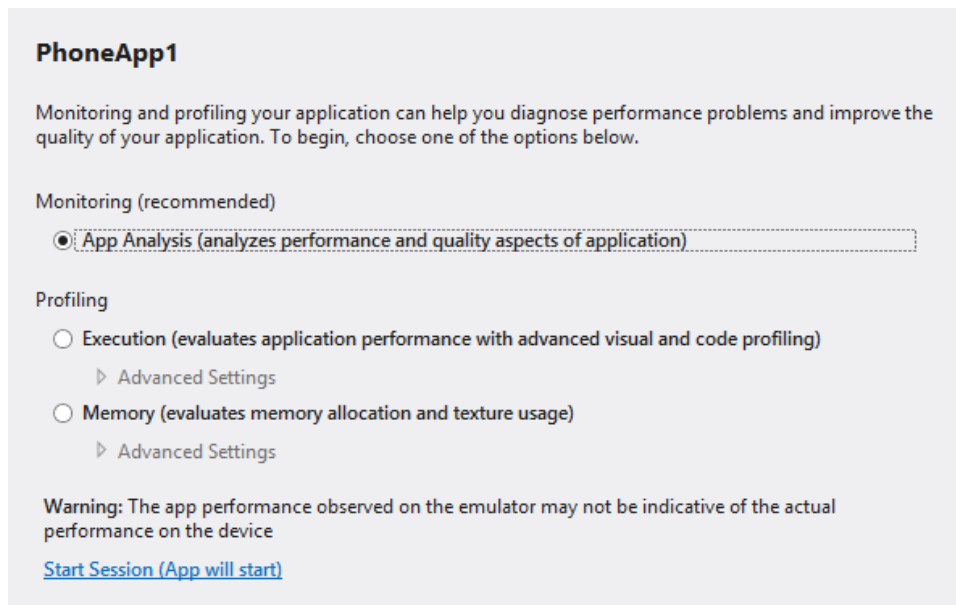 PhoneApp1
Monitoring and profiling your application can help you diagnose performance problems and improve the
quality of your application. To begin, choose one of the options below.
Monitoring (recommended)
App Analysis (analyzes performance and quality aspects of application)
Profiling
Execution (evaluates application performance with advanced visual and code profiling)
Advanced Settings
Memory (evaluates memory allocation and texture usage)
Advanced Settings
Warning: The app performance observed on the emulator may not be indicative of the actual
performance on the device
Start Session (App will start)